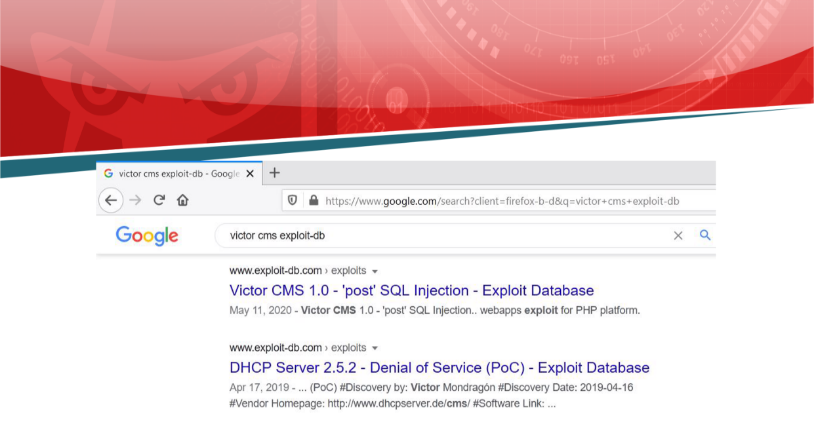 victor cms exploit-db - Google
https://www.google.com/search?client=firefox-b-d&q=victor+cms+exploit-db
Google
victor cms exploit-db
www.exploit-db.com › exploits
Victor CMS 1.0 - 'post' SQL Injection - Exploit Database
May 11, 2020 - Victor CMS 1.0 - 'post' SQL Injection.. webapps exploit for PHP platform.
www.exploit-db.com › exploits
DHCP Server 2.5.2 - Denial of Service (PoC) - Exploit Database
Apr 17, 2019 - ... (PoC) #Discovery by: Victor Mondragón #Discovery Date: 2019-04-16
#Vendor Homepage: http://www.dhcpserver.de/cms/ #Software Link: ...